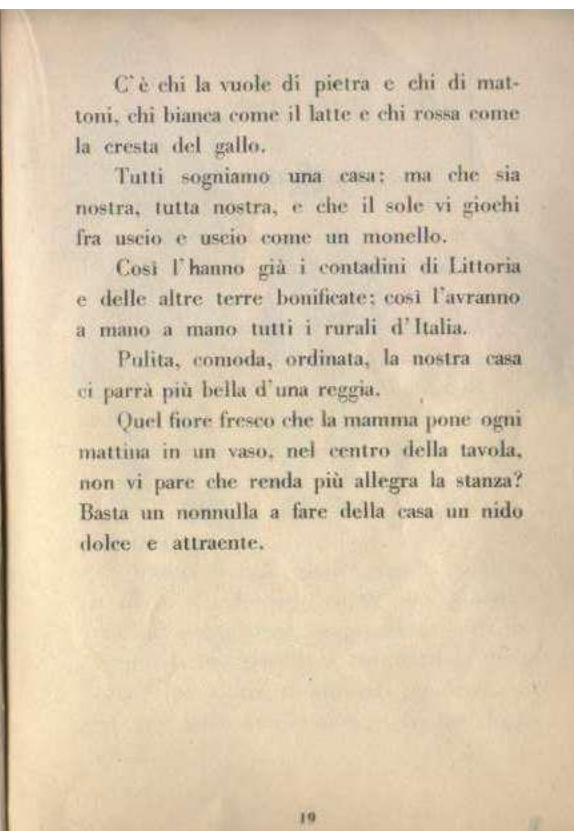 C'è chi la vuole di pietra e chi di mat-
toni, chi bianca come il latte e chi rossa come
la cresta del gallo.
Tutti sogniamo una casa; ma che sia
nostra, tutta nostra, e che il sole vi giochi
fra uscio e uscio come un monello.
Così l'hanno già i contadini di Littoria
e delle altre terre bonificate; così l'avranno
a mano a mano tutti i rurali d'Italia.
Pulita, comoda, ordinata, la nostra casa
ci parrà più bella d'una reggia.
Quel fiore fresco che la mamma pone ogni
mattina in un vaso, nel centro della tavola,
non vi pare che renda più allegra la stanza?
Basta un nonnulla a fare della casa un nido
dolce e attraente.
19